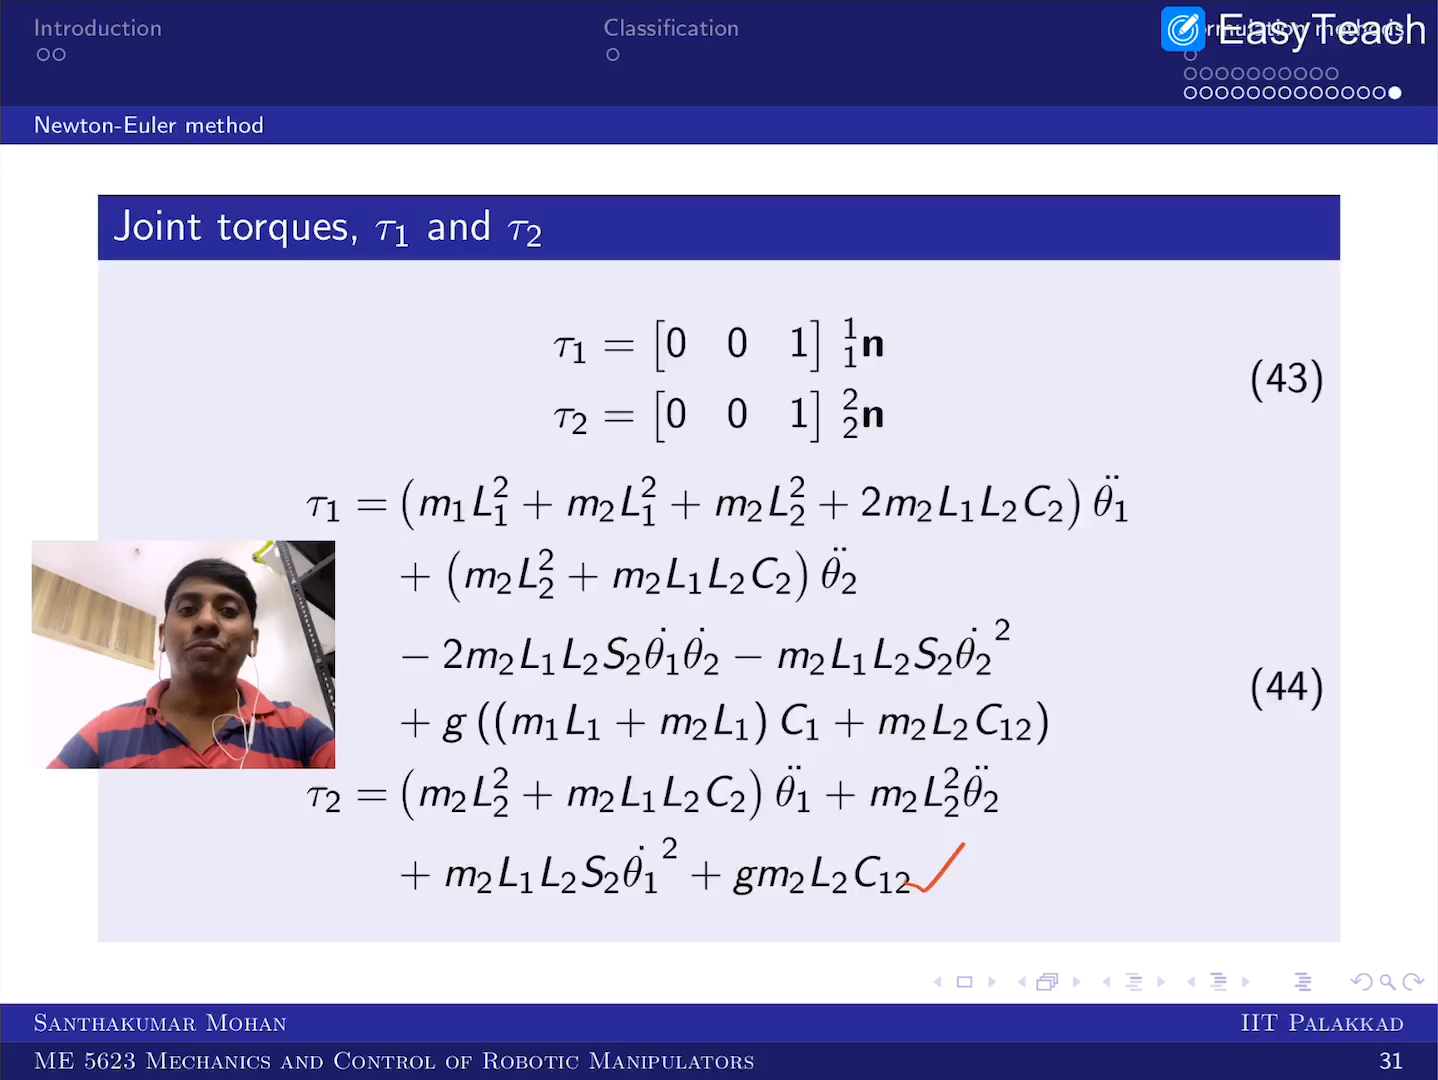 Introduction
Classification
EasyTeach
Newton-Euler method
Joint torques, τ₁ and τ₂
τ₁ = [0 0 1] ¹₁n
τ₂ = [0 0 1] ²₂n
(43)
τ₁ = (m₁L₁² + m₂L₁² + m₂L₂² + 2m₂L₁L₂C₂) θ̈₁
+ (m₂L₂² + m₂L₁L₂C₂) θ̈₂
− 2m₂L₁L₂S₂θ̇₁θ̇₂ − m₂L₁L₂S₂θ̇₂²
+ g ((m₁L₁ + m₂L₁) C₁ + m₂L₂C₁₂)
(44)
τ₂ = (m₂L₂² + m₂L₁L₂C₂) θ̈₁ + m₂L₂²θ̈₂
+ m₂L₁L₂S₂θ̇₁² + gm₂L₂C₁₂
Santhakumar Mohan
IIT Palakkad
ME 5623 Mechanics and Control of Robotic Manipulators
31